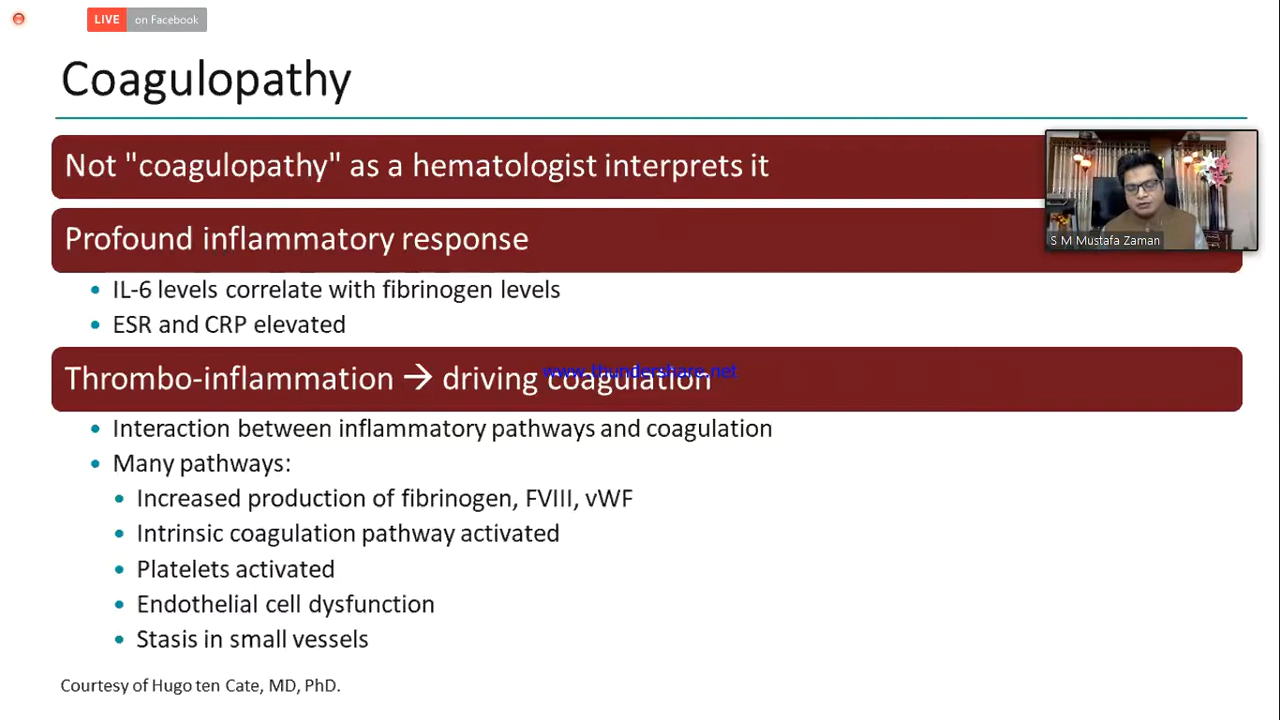 LIVE on Facebook
Coagulopathy
Not "coagulopathy" as a hematologist interprets it
S M Mustafa Zaman
Profound inflammatory response
• IL-6 levels correlate with fibrinogen levels
• ESR and CRP elevated
www.thundershare.net
Thrombo-inflammation → driving coagulation
• Interaction between inflammatory pathways and coagulation
• Many pathways:
• Increased production of fibrinogen, FVIII, vWF
• Intrinsic coagulation pathway activated
• Platelets activated
• Endothelial cell dysfunction
• Stasis in small vessels
Courtesy of Hugo ten Cate, MD, PhD.